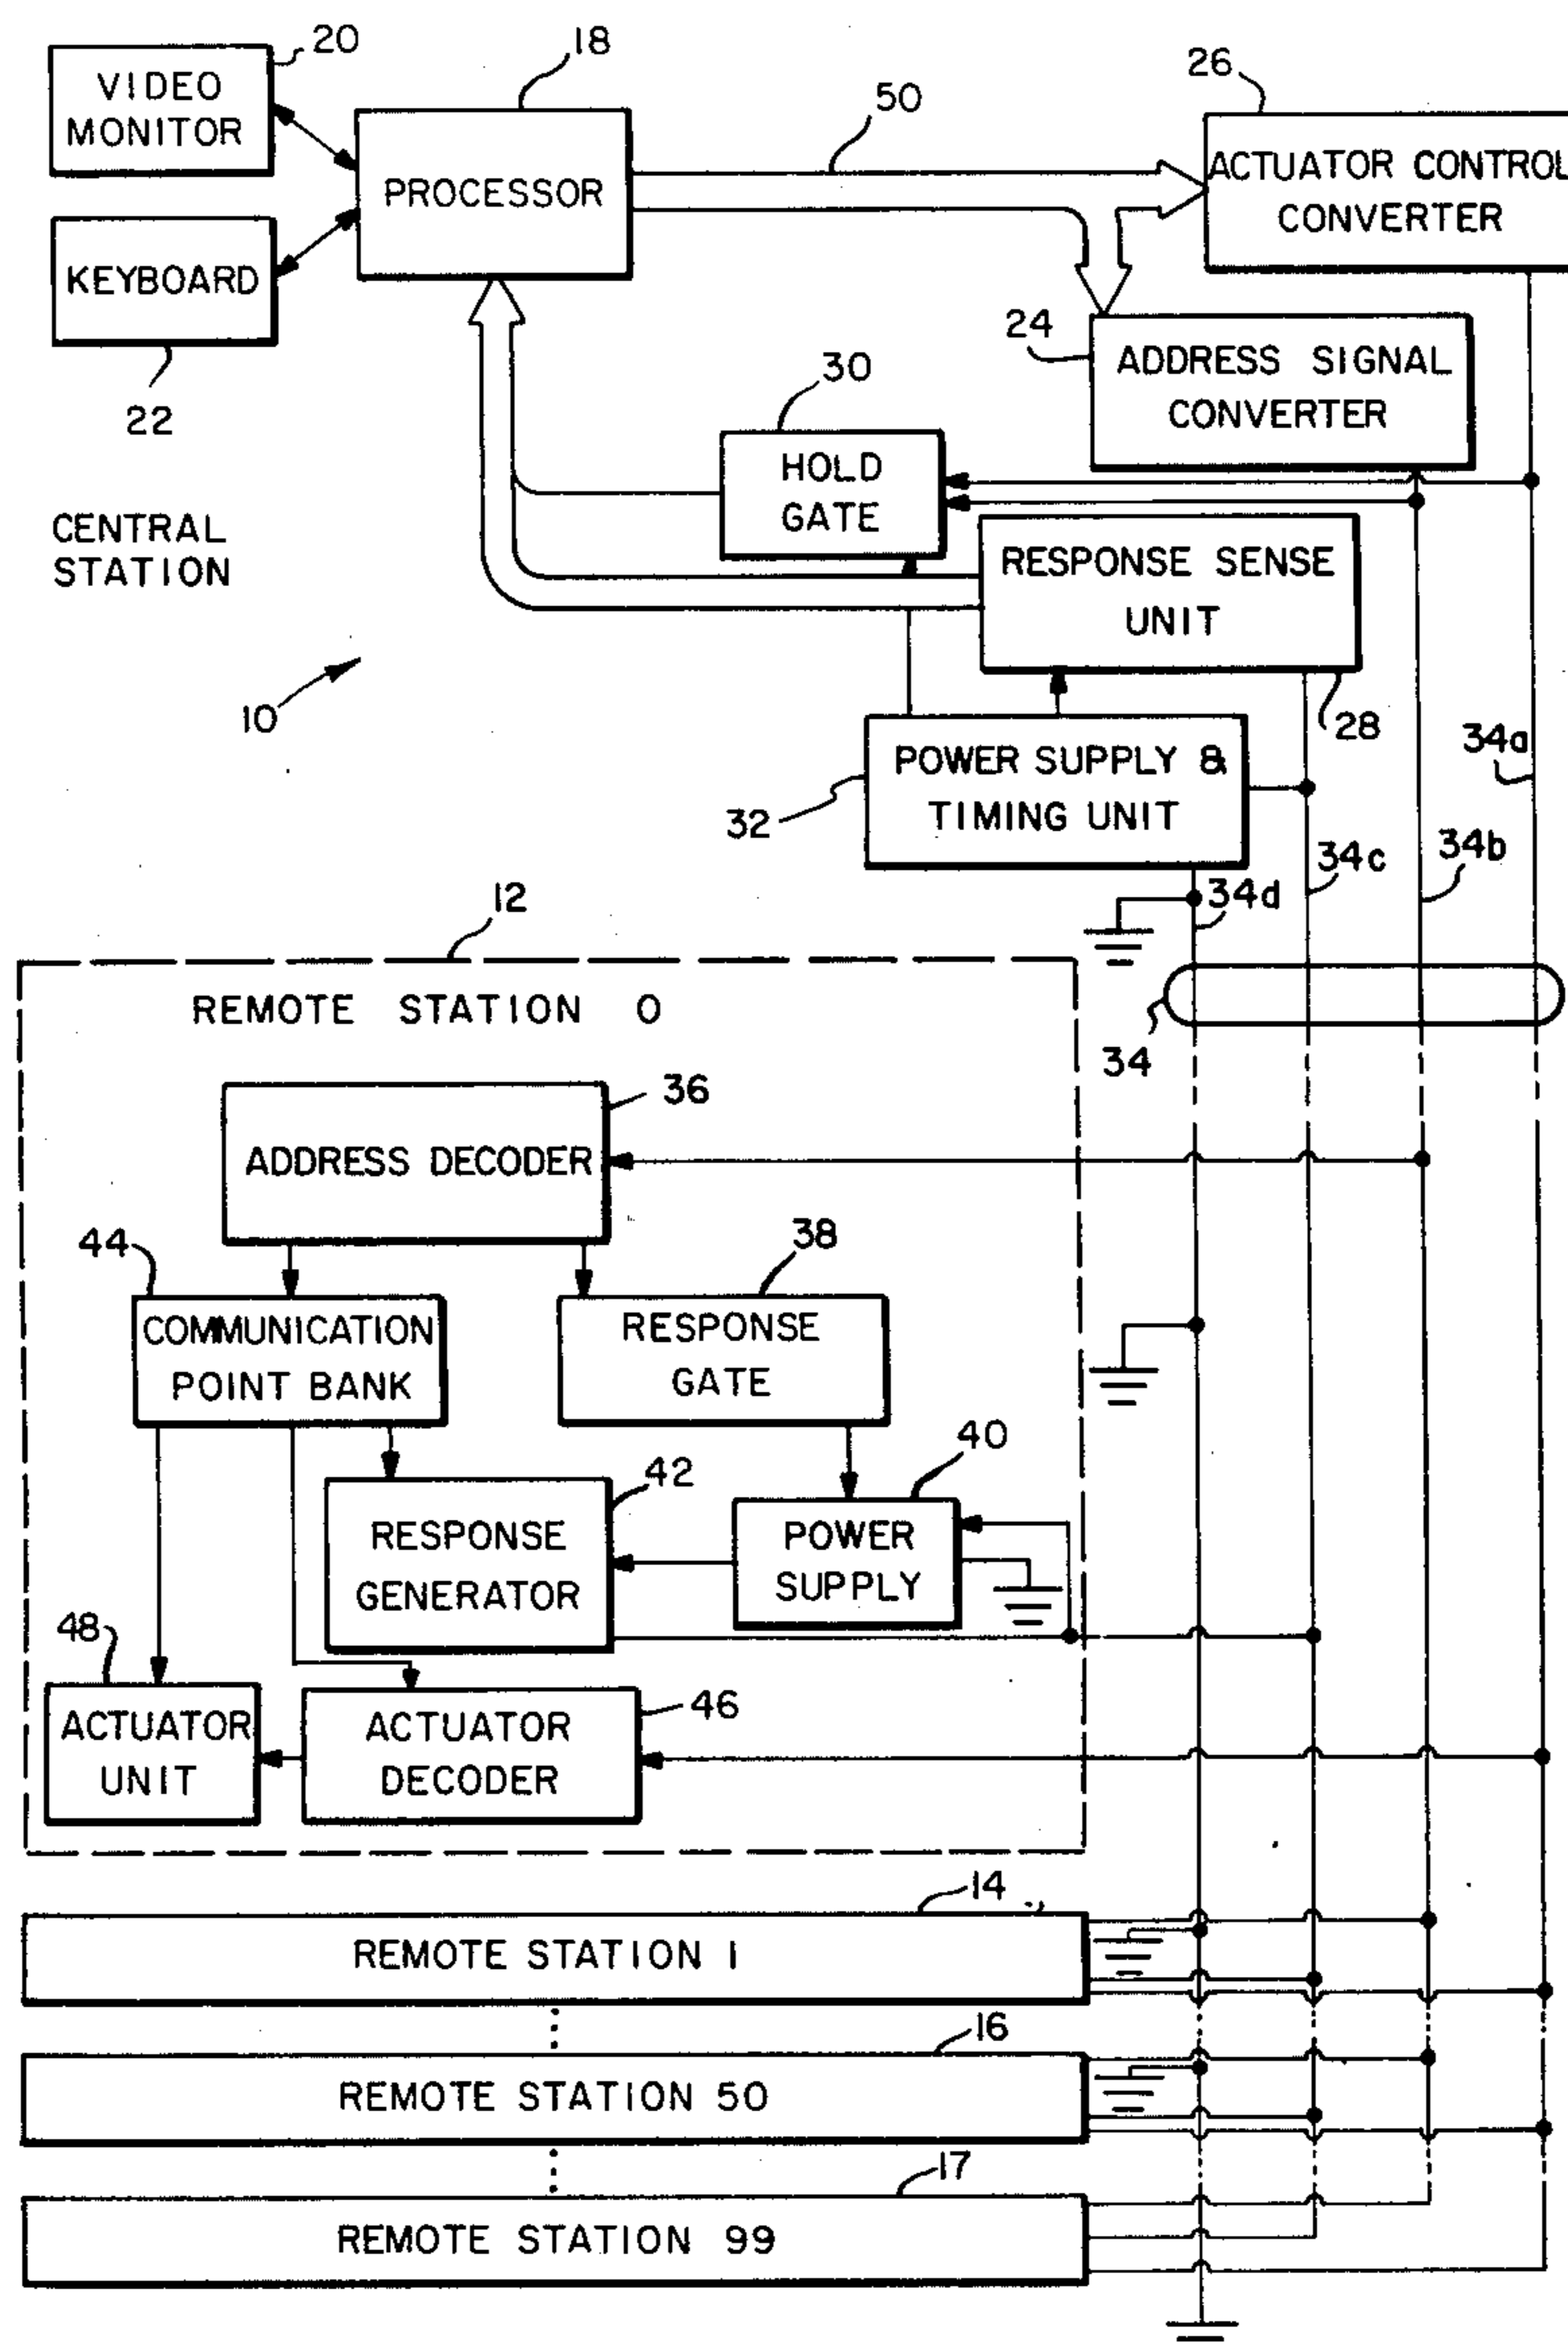 20
18
26
VIDEO
MONITOR
50
PROCESSOR
ACTUATOR CONTROL
CONVERTER
KEYBOARD
22
24
ADDRESS SIGNAL
CONVERTER
30
HOLD
GATE
CENTRAL
STATION
RESPONSE SENSE
UNIT
10
28
34a
POWER SUPPLY &
TIMING UNIT
32
34b
34c
34d
12
REMOTE STATION 0
34
36
ADDRESS DECODER
44
38
COMMUNICATION
POINT BANK
RESPONSE
GATE
40
42
RESPONSE
GENERATOR
POWER
SUPPLY
48
46
ACTUATOR
UNIT
ACTUATOR
DECODER
14
REMOTE STATION 1
16
REMOTE STATION 50
17
REMOTE STATION 99